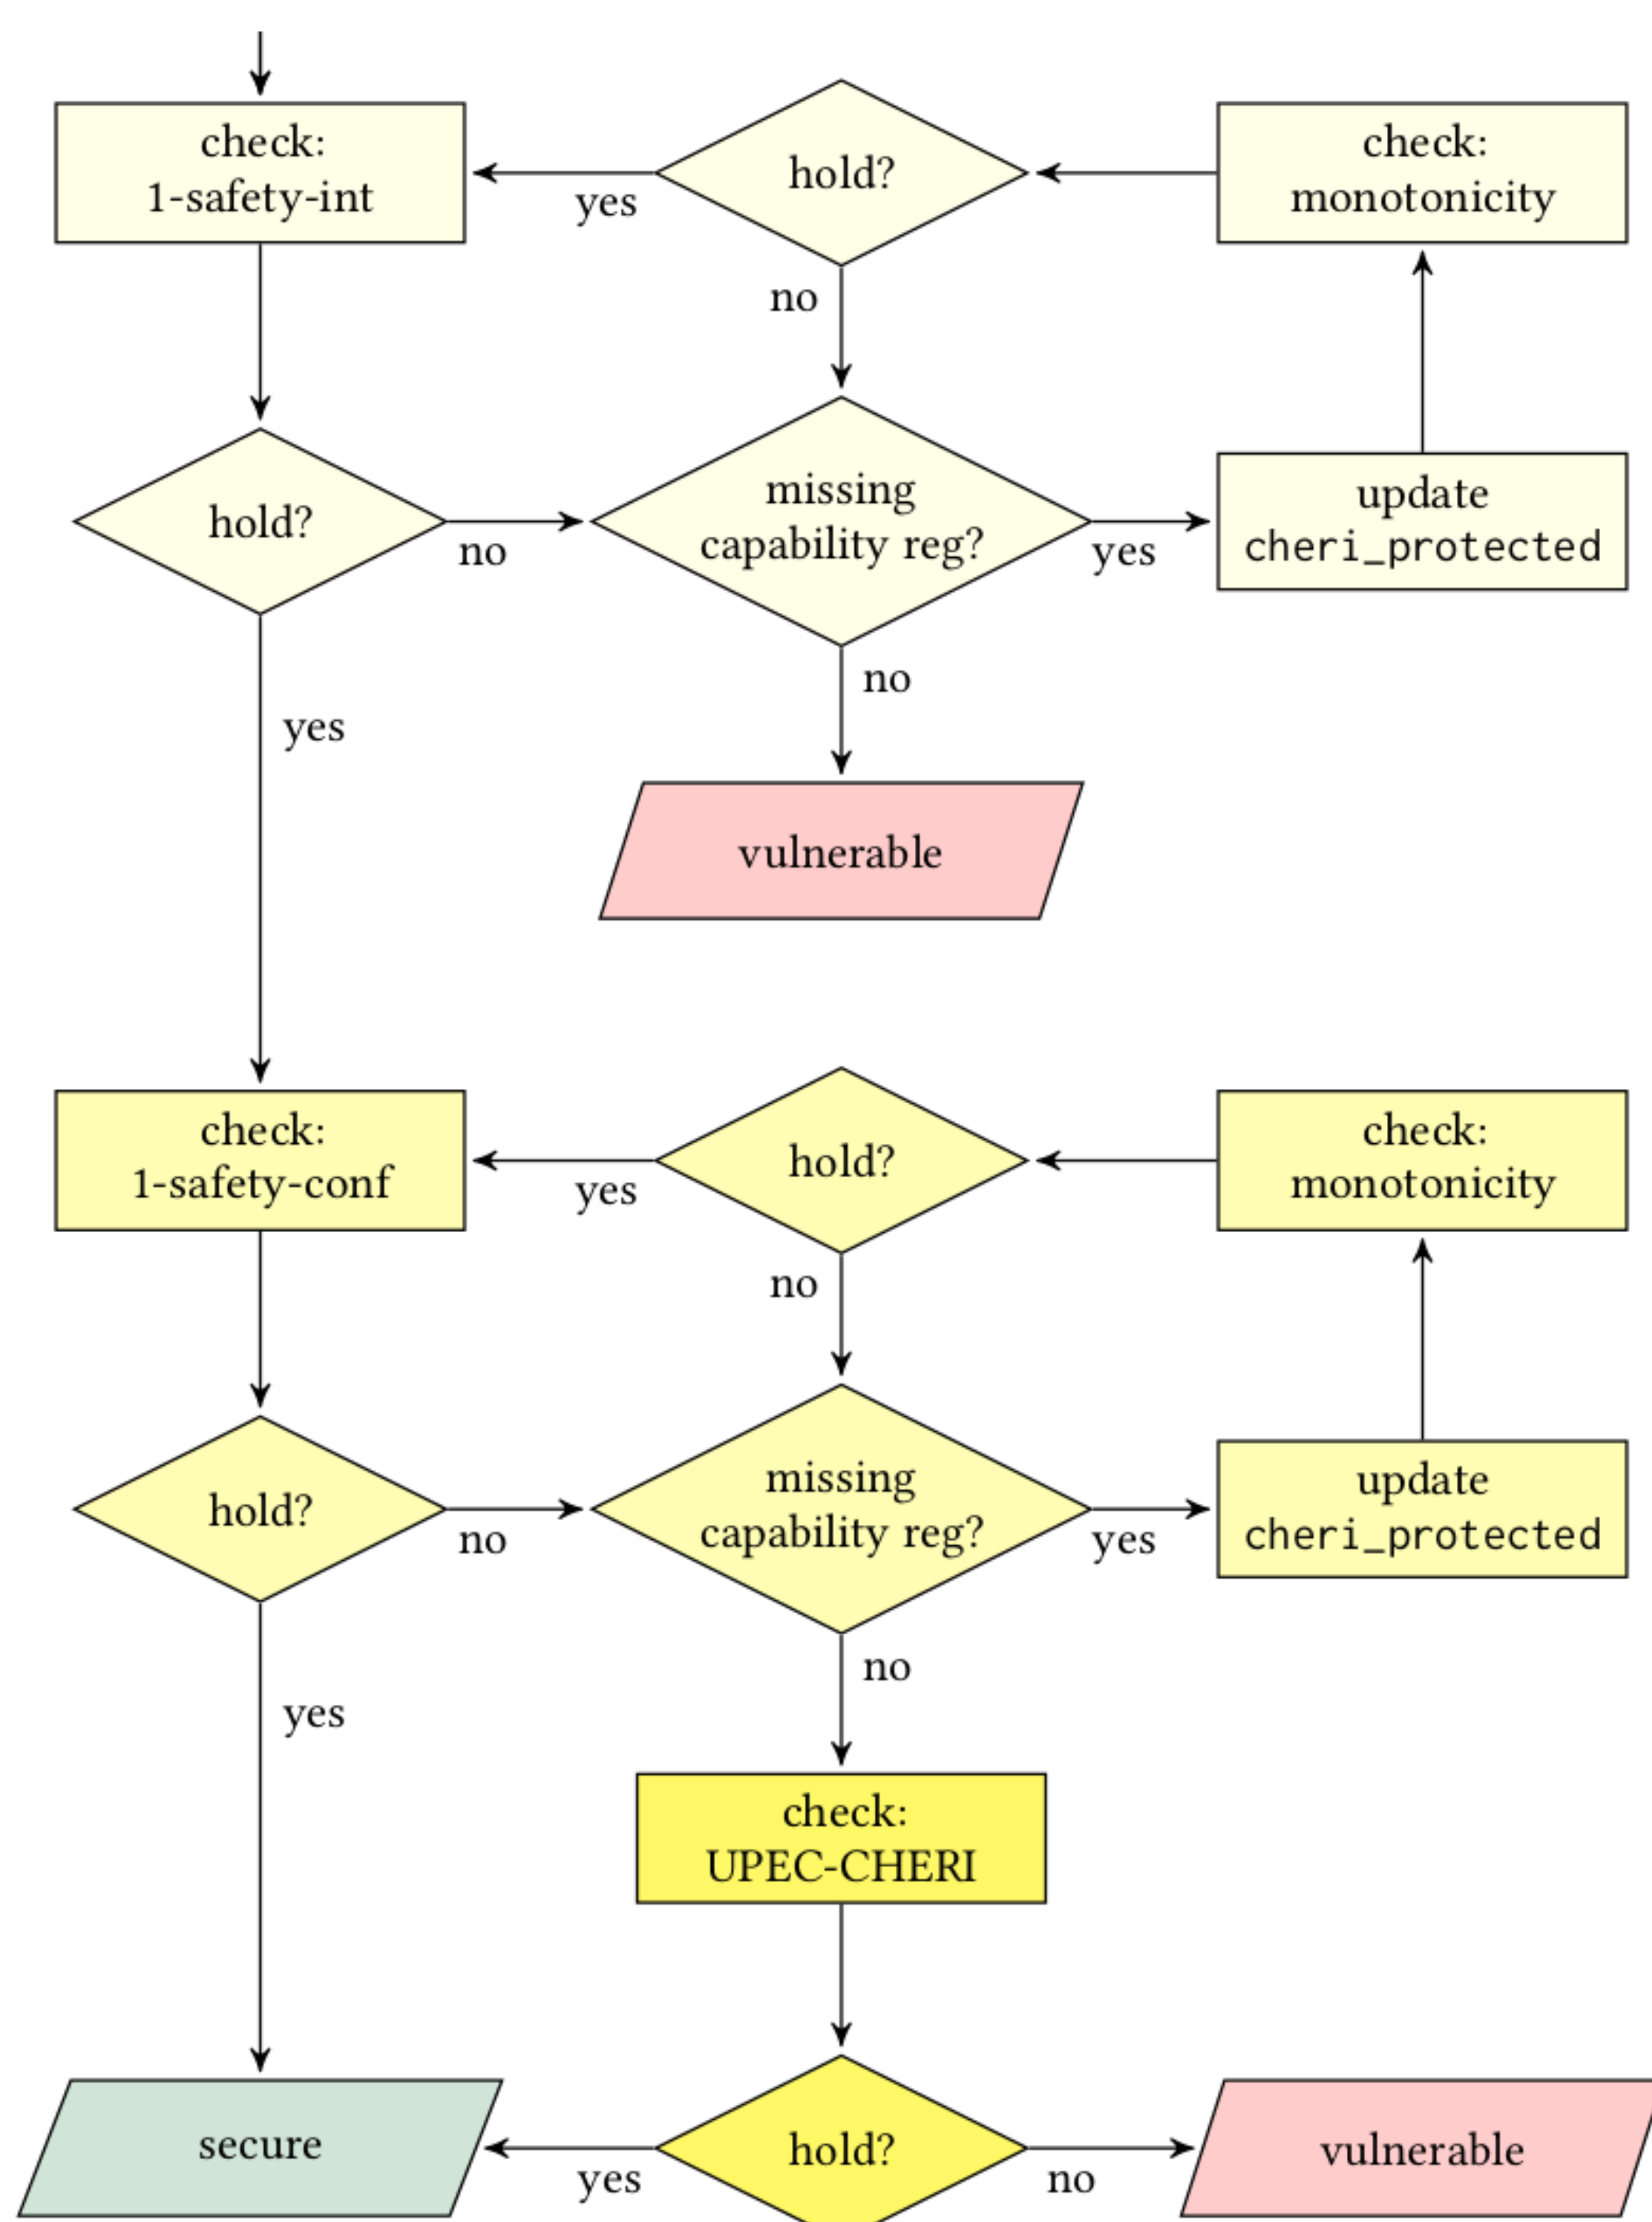 check:
1-safety-int
hold?
check:
monotonicity
yes
no
hold?
no
missing
capability reg?
yes
update
cheri_protected
no
yes
vulnerable
check:
1-safety-conf
hold?
check:
monotonicity
yes
no
hold?
no
missing
capability reg?
yes
update
cheri_protected
no
yes
check:
UPEC-CHERI
secure
yes
hold?
no
vulnerable